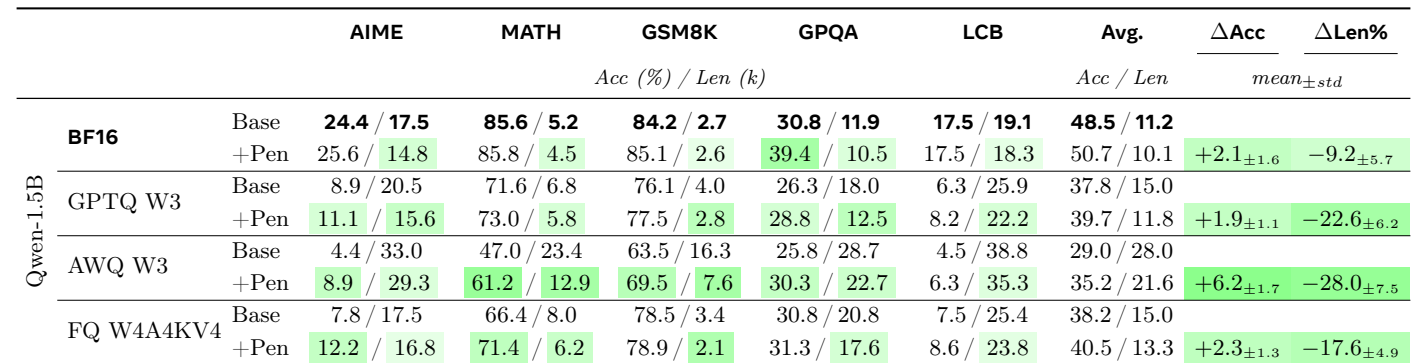 AIME MATH GSM8K GPQA LCB Avg. ΔAcc ΔLen%
Acc (%) / Len (k) Acc / Len mean±std
Qwen-1.5B
BF16
Base 24.4 / 17.5 85.6 / 5.2 84.2 / 2.7 30.8 / 11.9 17.5 / 19.1 48.5 / 11.2
+Pen 25.6 / 14.8 85.8 / 4.5 85.1 / 2.6 39.4 / 10.5 17.5 / 18.3 50.7 / 10.1 +2.1±1.6 −9.2±5.7
GPTQ W3
Base 8.9 / 20.5 71.6 / 6.8 76.1 / 4.0 26.3 / 18.0 6.3 / 25.9 37.8 / 15.0
+Pen 11.1 / 15.6 73.0 / 5.8 77.5 / 2.8 28.8 / 12.5 8.2 / 22.2 39.7 / 11.8 +1.9±1.1 −22.6±6.2
AWQ W3
Base 4.4 / 33.0 47.0 / 23.4 63.5 / 16.3 25.8 / 28.7 4.5 / 38.8 29.0 / 28.0
+Pen 8.9 / 29.3 61.2 / 12.9 69.5 / 7.6 30.3 / 22.7 6.3 / 35.3 35.2 / 21.6 +6.2±1.7 −28.0±7.5
FQ W4A4KV4
Base 7.8 / 17.5 66.4 / 8.0 78.5 / 3.4 30.8 / 20.8 7.5 / 25.4 38.2 / 15.0
+Pen 12.2 / 16.8 71.4 / 6.2 78.9 / 2.1 31.3 / 17.6 8.6 / 23.8 40.5 / 13.3 +2.3±1.3 −17.6±4.9